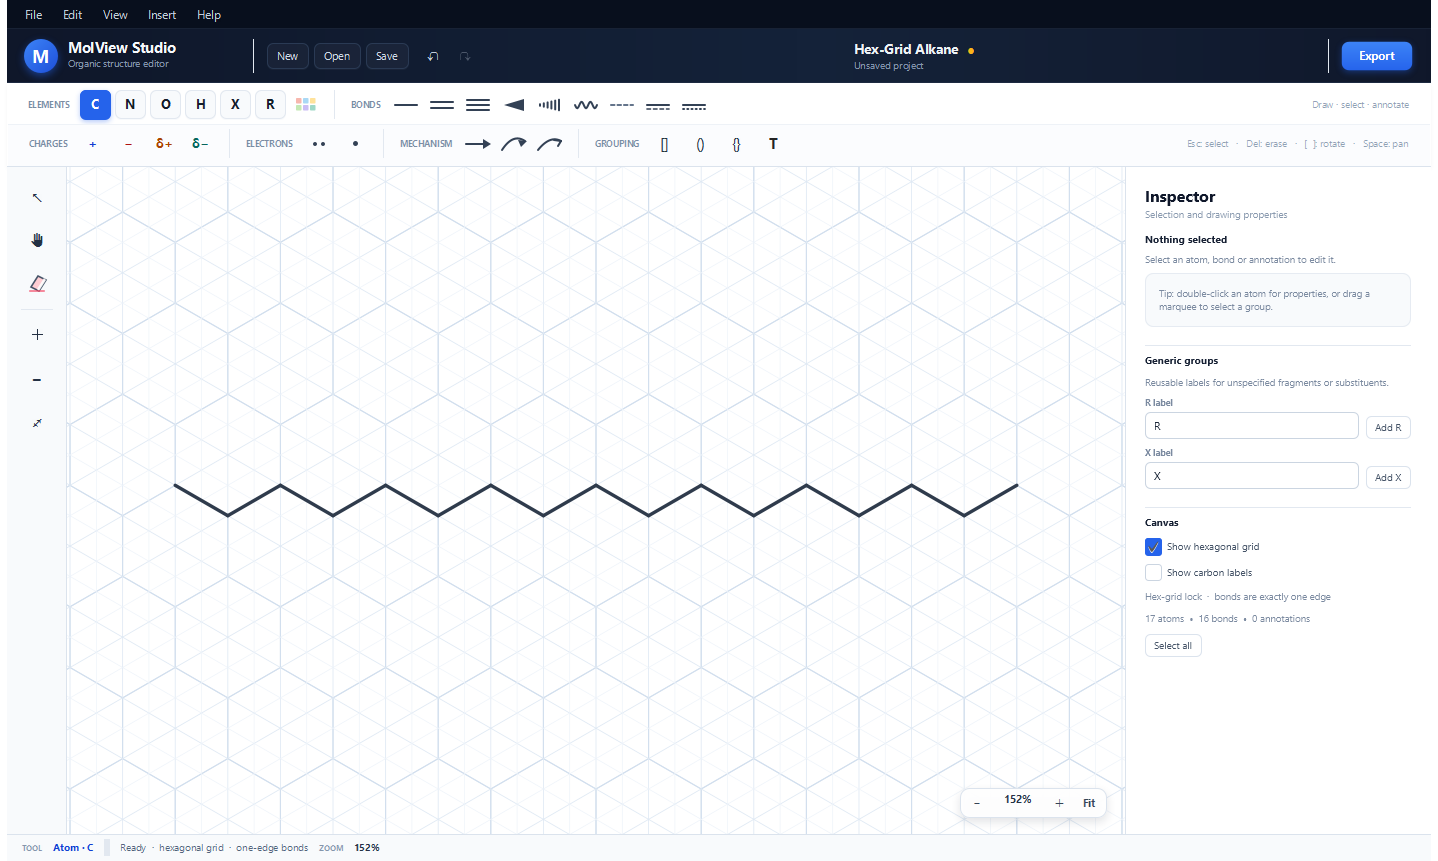 File Edit View Insert Help
M MolView Studio
Organic structure editor
New Open Save
Hex-Grid Alkane
Unsaved project
Export
ELEMENTS C N O H X R BONDS Draw · select · annotate
CHARGES + − δ+ δ− ELECTRONS MECHANISM GROUPING [] () {} T Esc: select · Del: erase · [ ]: rotate · Space: pan
Inspector
Selection and drawing properties
Nothing selected
Select an atom, bond or annotation to edit it.
Tip: double-click an atom for properties, or drag a
marquee to select a group.
Generic groups
Reusable labels for unspecified fragments or substituents.
R label
R Add R
X label
X Add X
Canvas
Show hexagonal grid
Show carbon labels
Hex-grid lock · bonds are exactly one edge
17 atoms • 16 bonds • 0 annotations
Select all
− 152% + Fit
TOOL Atom · C Ready · hexagonal grid · one-edge bonds ZOOM 152%